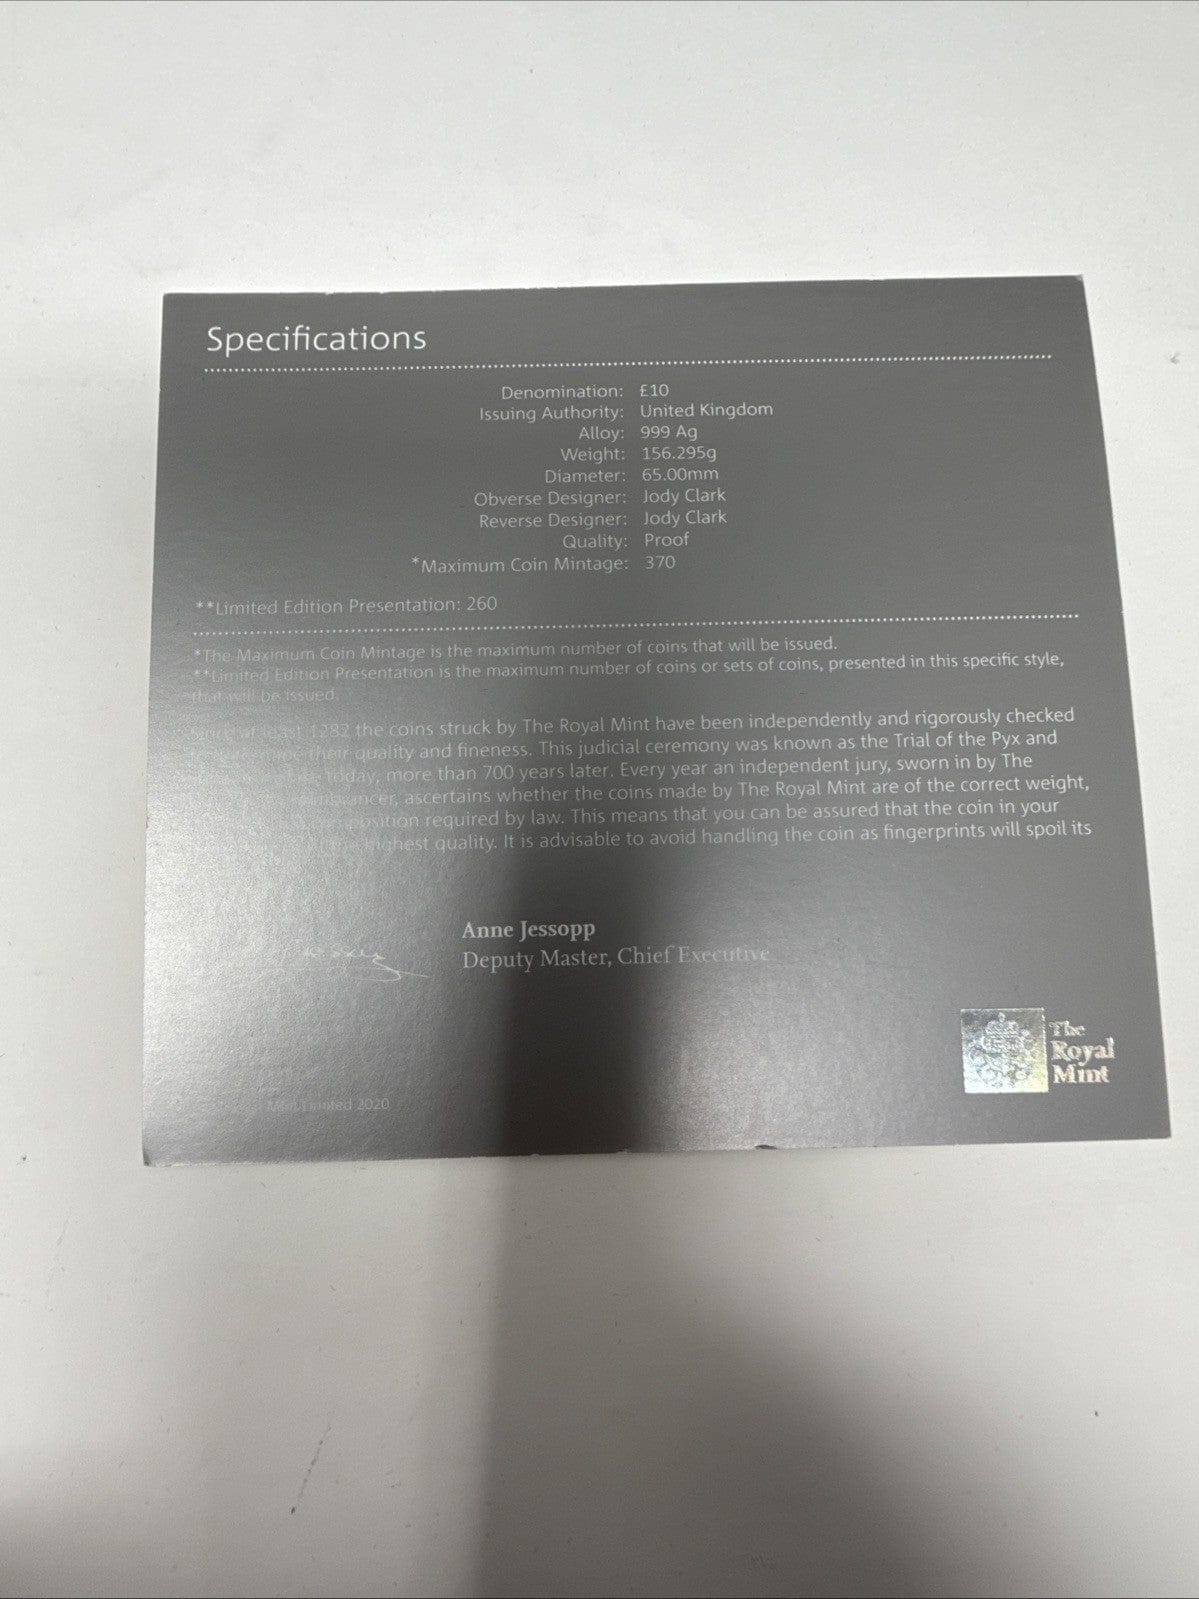 Specifications
Denomination: £10
Issuing Authority: United Kingdom
Alloy: 999 Ag
Weight: 156.295g
Diameter: 65.00mm
Obverse Designer: Jody Clark
Reverse Designer: Jody Clark
Quality: Proof
*Maximum Coin Mintage: 370
**Limited Edition Presentation: 260
*The Maximum Coin Mintage is the maximum number of coins that will be issued.
**Limited Edition Presentation is the maximum number of coins or sets of coins, presented in this specific style,
that will be issued.
at least 1282 the coins struck by The Royal Mint have been independently and rigorously checked
their quality and fineness. This judicial ceremony was known as the Trial of the Pyx and
today, more than 700 years later. Every year an independent jury, sworn in by The
ascertains whether the coins made by The Royal Mint are of the correct weight,
required by law. This means that you can be assured that the coin in your
highest quality. It is advisable to avoid handling the coin as fingerprints will spoil its
Anne Jessopp
Deputy Master, Chief Executive
Mint Limited 2020
The
Royal
Mint